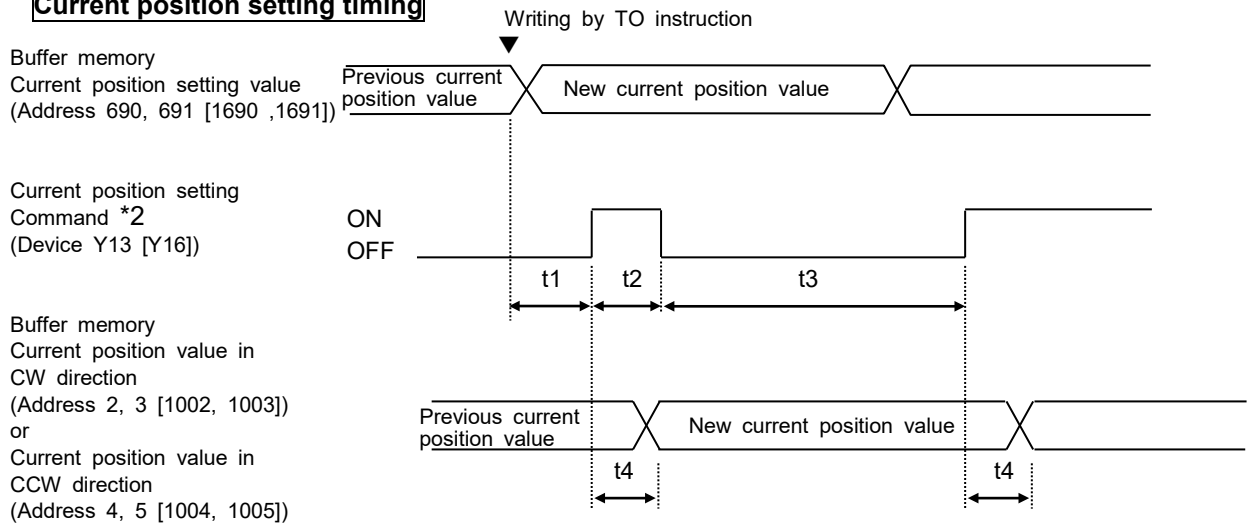 Current position setting timing
Writing by TO instruction
Buffer memory
Current position setting value
(Address 690, 691 [1690 ,1691])
Previous current
position value
New current position value
Current position setting
Command *2
(Device Y13 [Y16])
ON
OFF
t1
t2
t3
Buffer memory
Current position value in
CW direction
(Address 2, 3 [1002, 1003])
or
Current position value in
CCW direction
(Address 4, 5 [1004, 1005])
Previous current
position value
New current position value
t4
t4